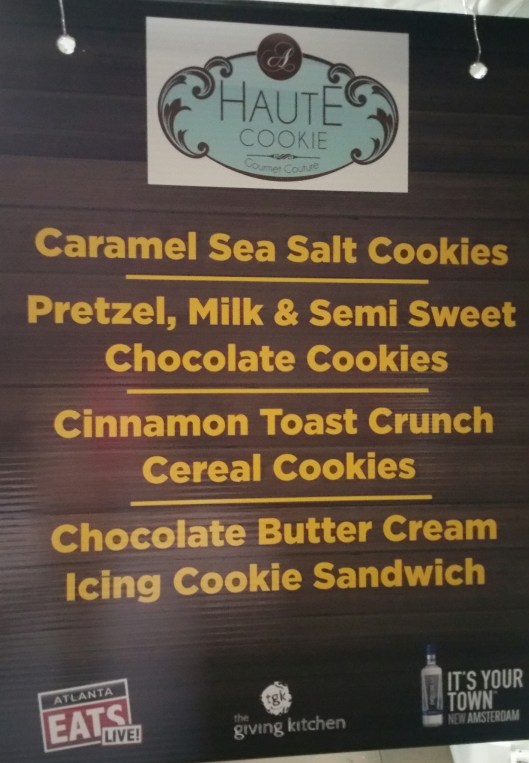 A
HAUTE
COOKIE
Gourmet Couture
Caramel Sea Salt Cookies
Pretzel, Milk & Semi Sweet
Chocolate Cookies
Cinnamon Toast Crunch
Cereal Cookies
Chocolate Butter Cream
Icing Cookie Sandwich
ATLANTA
EATS
LIVE!
tgk
the
giving kitchen
IT'S YOUR
TOWN™
NEW AMSTERDAM